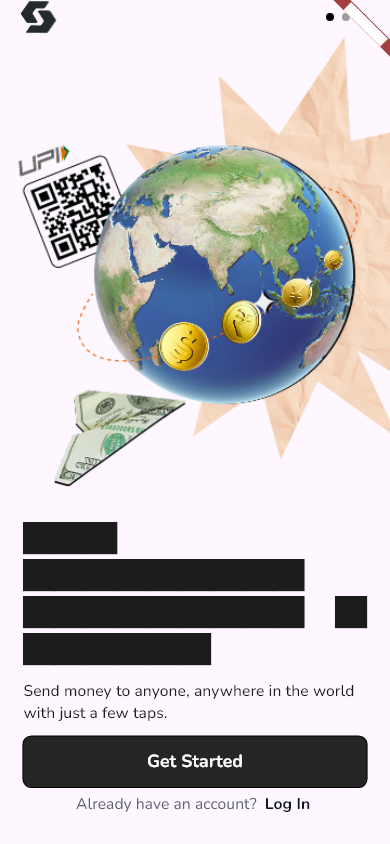 UPI
$
¥
Send money to anyone, anywhere in the world
with just a few taps.
Get Started
Already have an account? Log In